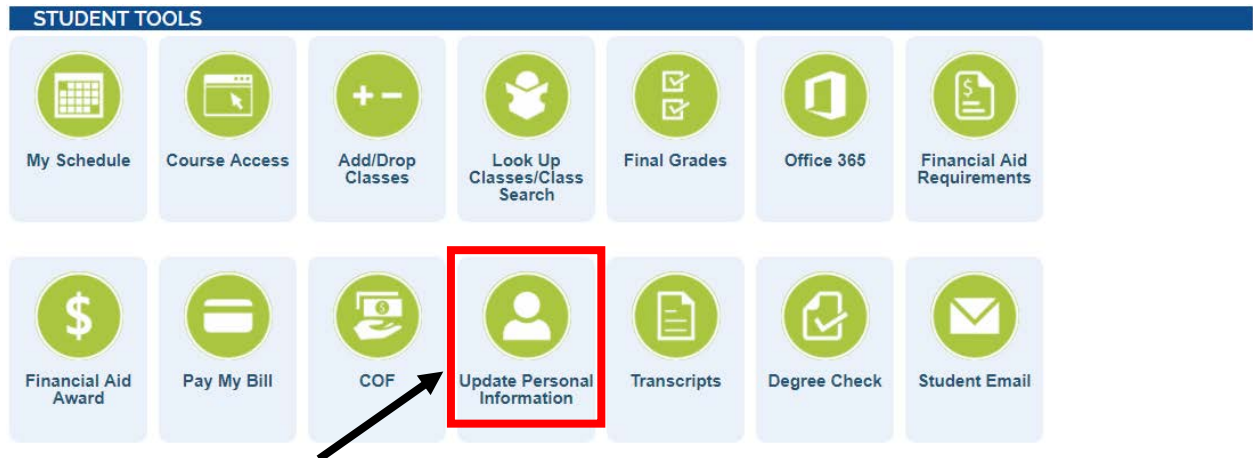 STUDENT TOOLS
My Schedule
Course Access
Add/Drop
Classes
Look Up
Classes/Class
Search
Final Grades
Office 365
Financial Aid
Requirements
Financial Aid
Award
Pay My Bill
COF
Update Personal
Information
Transcripts
Degree Check
Student Email